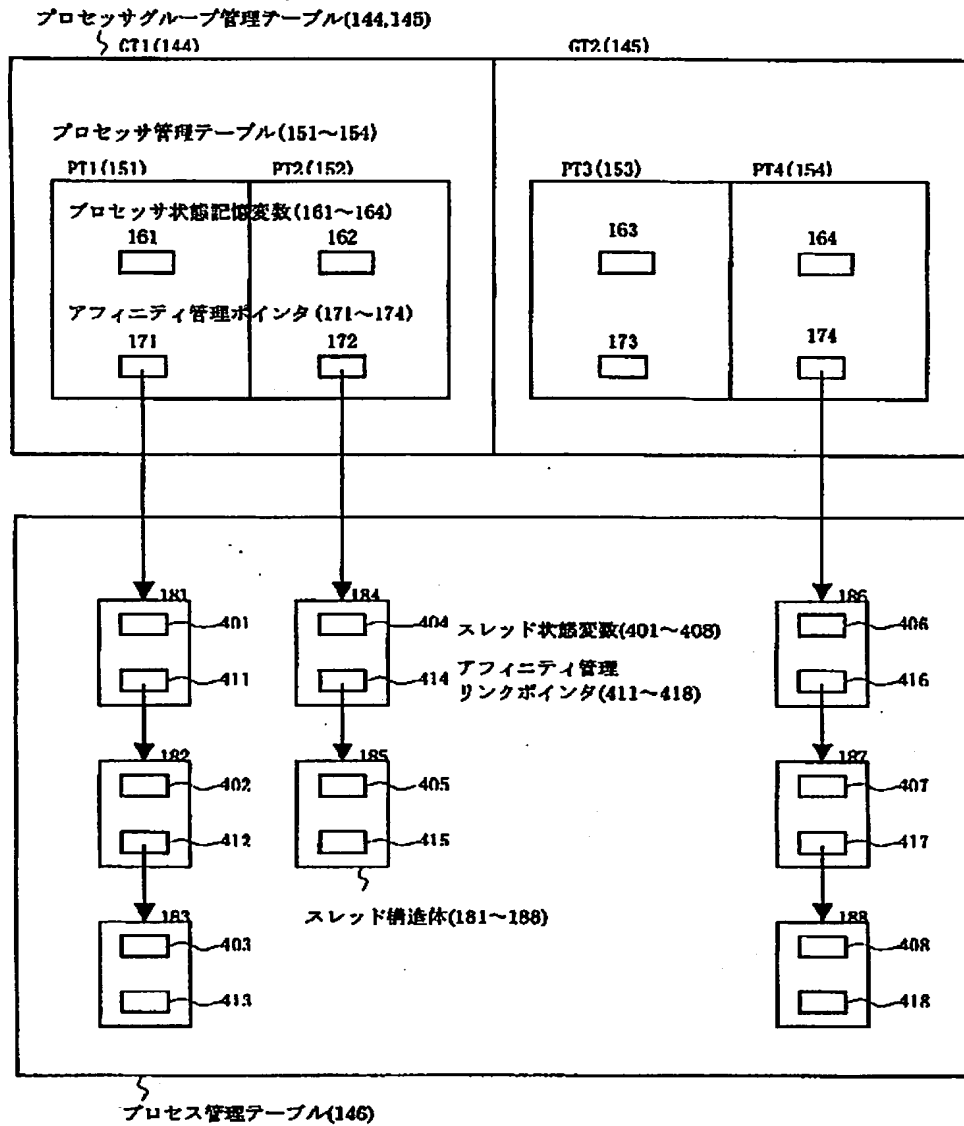 プロセッサグループ管理テーブル(144,145)
GT1(144) GT2(145)
プロセッサ管理テーブル(151〜154)
PT1(151) PT2(152) PT3(153) PT4(154)
プロセッサ状態記憶変数(161〜164)
161 162 163 164
アフィニティ管理ポインタ(171〜174)
171 172 173 174
181 184 186
401 404 スレッド状態変数(401〜408) 406
411 414 アフィニティ管理 416
リンクポインタ(411〜418)
182 185 187
402 405 407
412 415 417
183 スレッド構造体(181〜188) 188
403 408
413 418
プロセス管理テーブル(146)